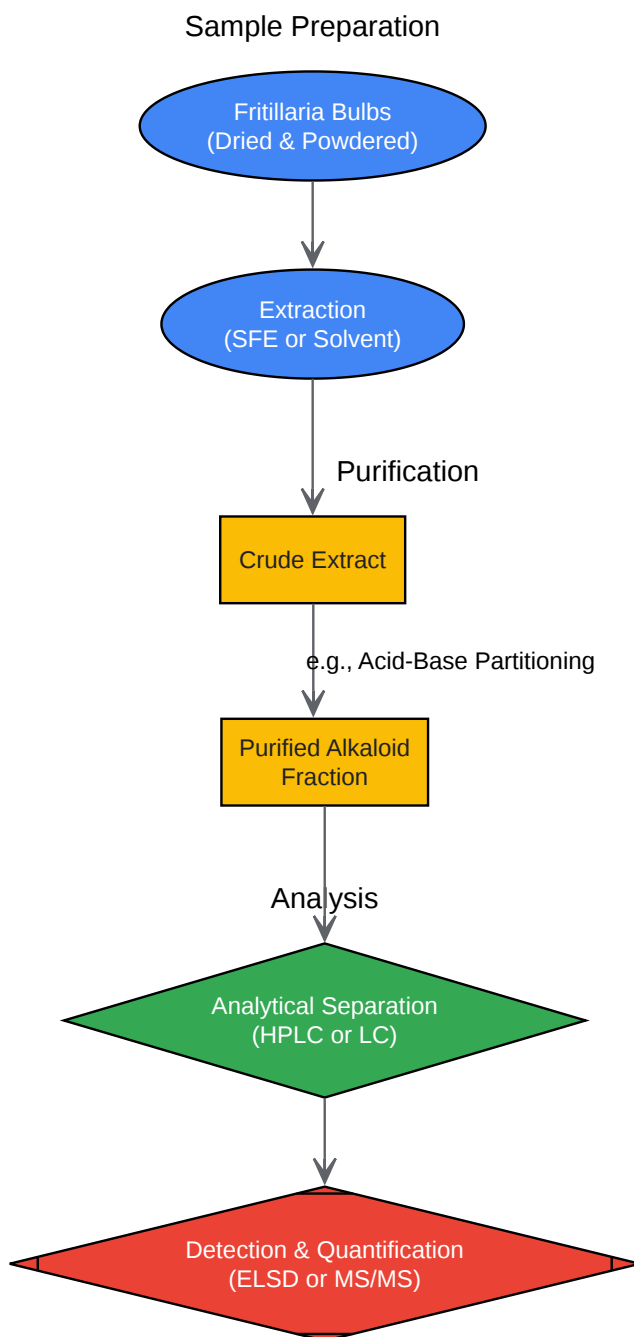 Sample Preparation
Fritillaria Bulbs
(Dried & Powdered)
Extraction
(SFE or Solvent)
Purification
Crude Extract
e.g., Acid-Base Partitioning
Purified Alkaloid
Fraction
Analysis
Analytical Separation
(HPLC or LC)
Detection & Quantification
(ELSD or MS/MS)